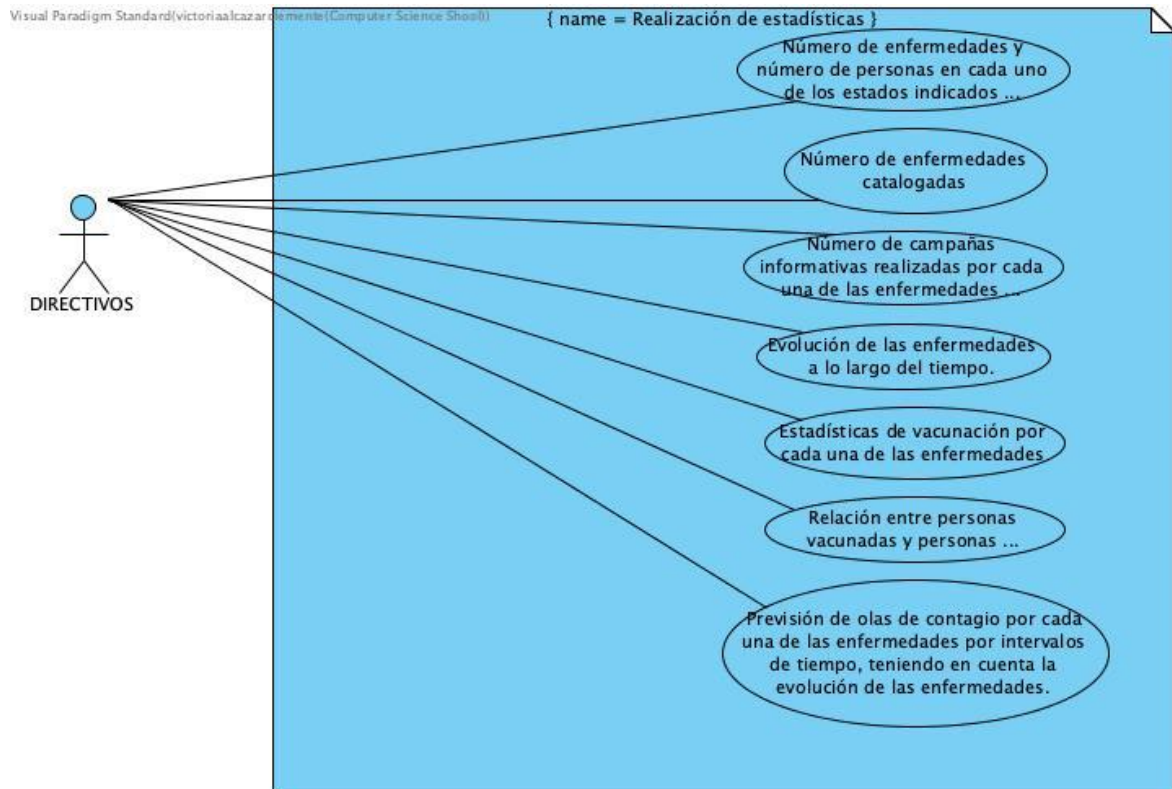 Visual Paradigm Standard(victoriaalcazarclemente(Computer Science Shool))
{ name = Realización de estadísticas }
Número de enfermedades y
número de personas en cada uno
de los estados indicados ...
Número de enfermedades
catalogadas
Número de campañas
informativas realizadas por cada
una de las enfermedades ...
DIRECTIVOS
Evolución de las enfermedades
a lo largo del tiempo.
Estadísticas de vacunación por
cada una de las enfermedades
Relación entre personas
vacunadas y personas ...
Previsión de olas de contagio por cada
una de las enfermedades por intervalos
de tiempo, teniendo en cuenta la
evolución de las enfermedades.